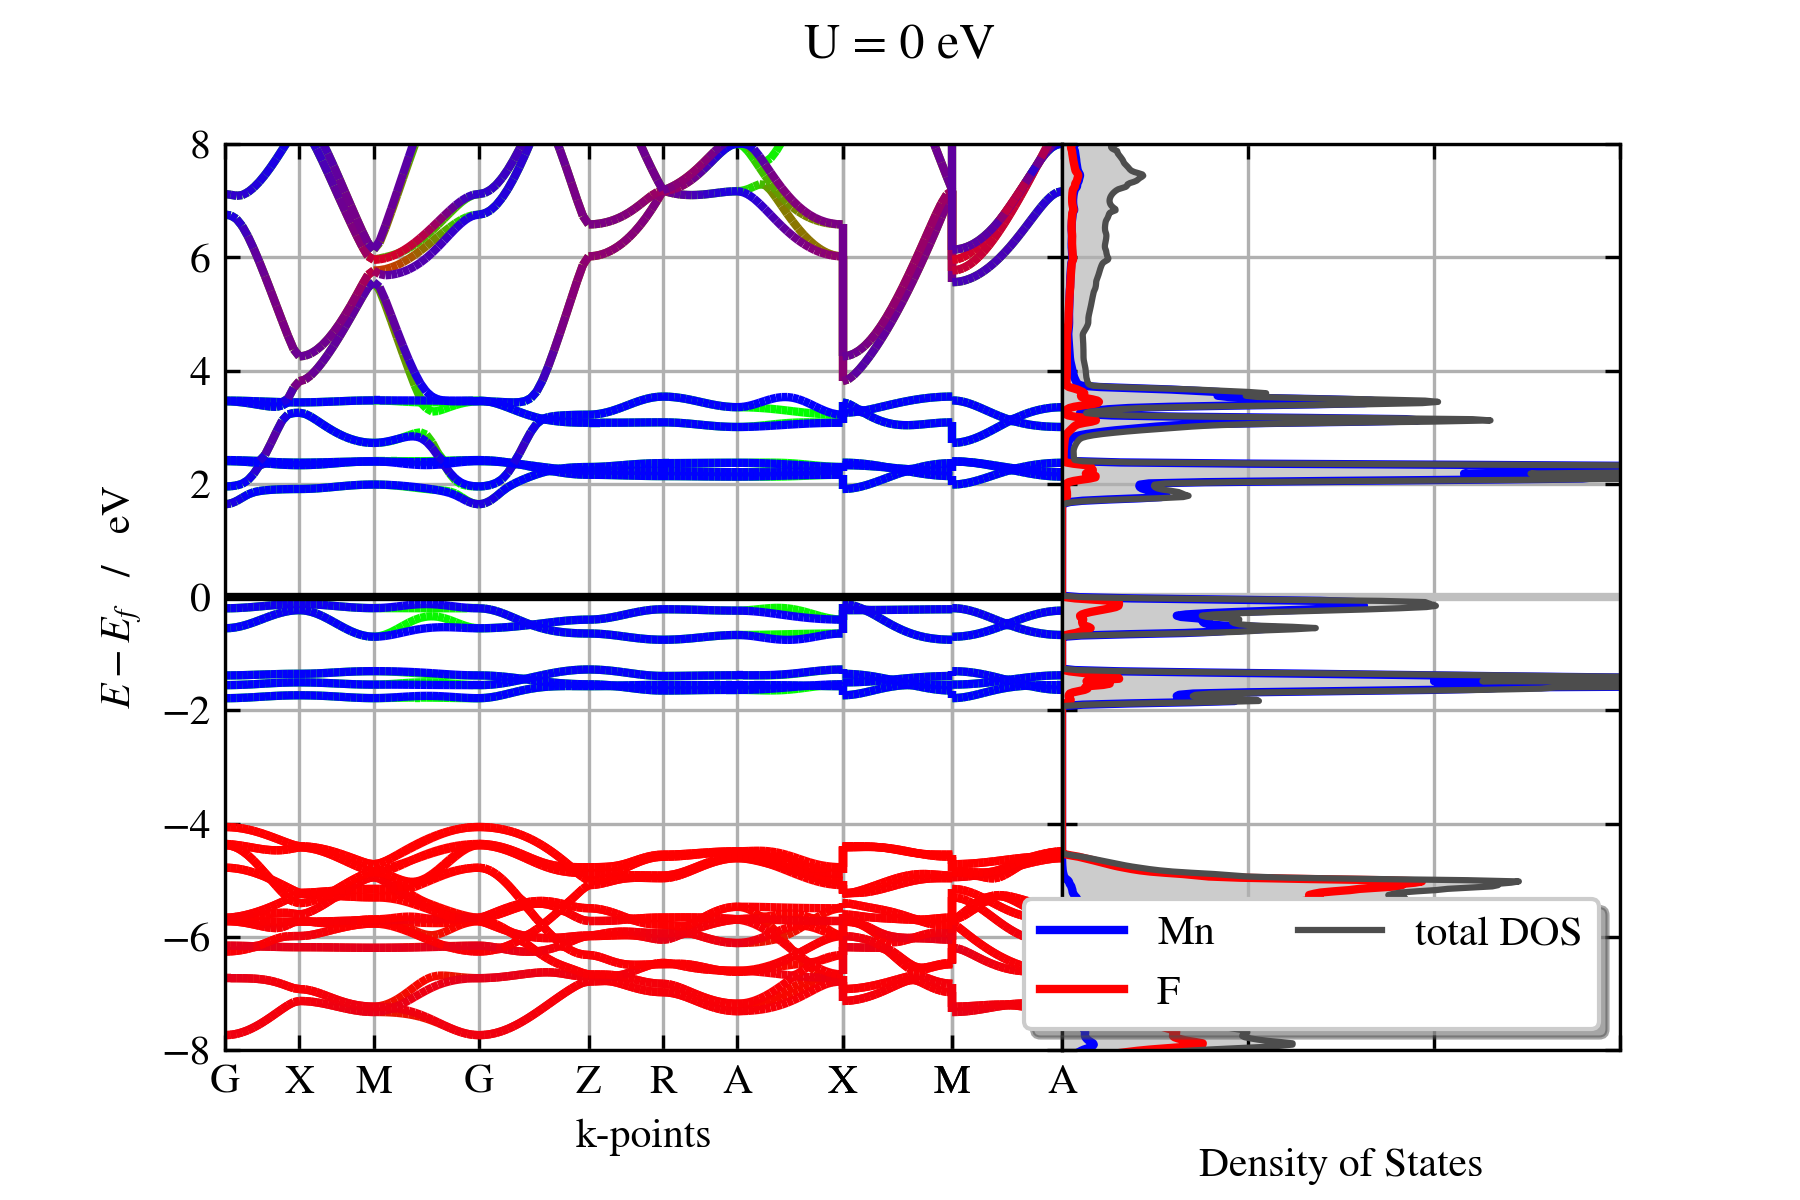 U = 0 eV
8
6
4
2
0
−2
−4
−6
−8
E − E_f / eV
G X M G Z R A X M A
k-points
Mn
F
total DOS
Density of States